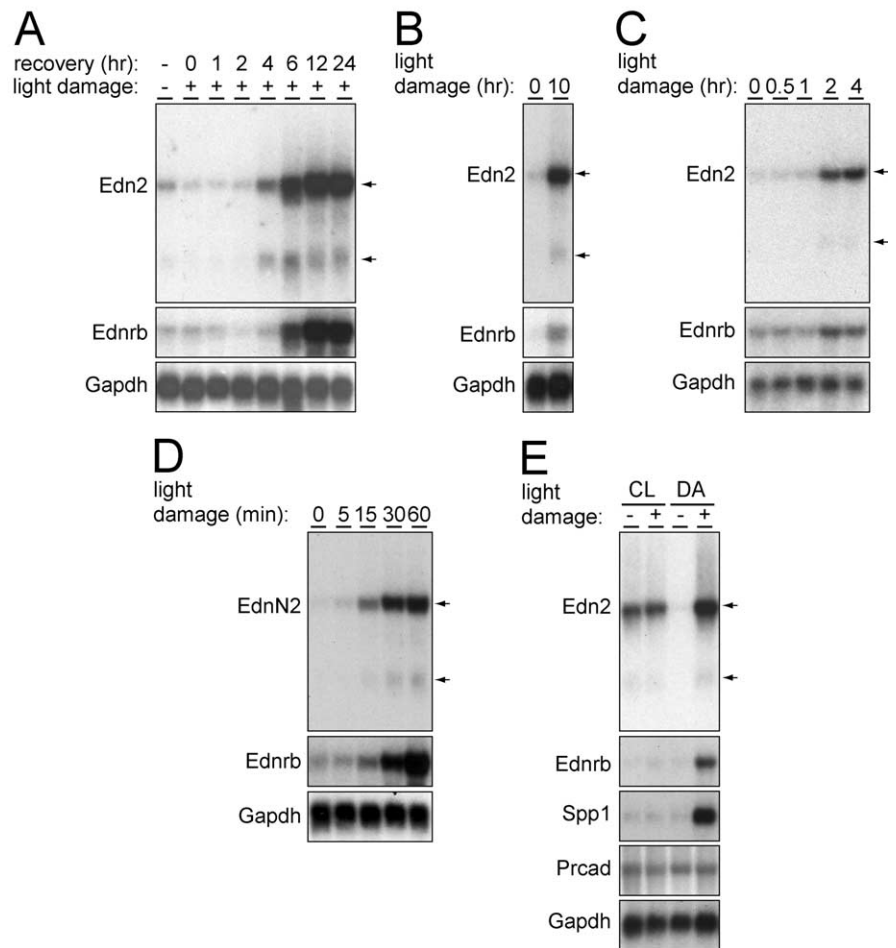 A
recovery (hr): - 0 1 2 4 6 12 24
light damage: - + + + + + + +
Edn2
Ednrb
Gapdh
B
light
damage (hr): 0 10
Edn2
Ednrb
Gapdh
C
light
damage (hr): 0 0.5 1 2 4
Edn2
Ednrb
Gapdh
D
light
damage (min): 0 5 15 30 60
EdnN2
Ednrb
Gapdh
E
light CL DA
damage: - + - +
Edn2
Ednrb
Spp1
Prcad
Gapdh